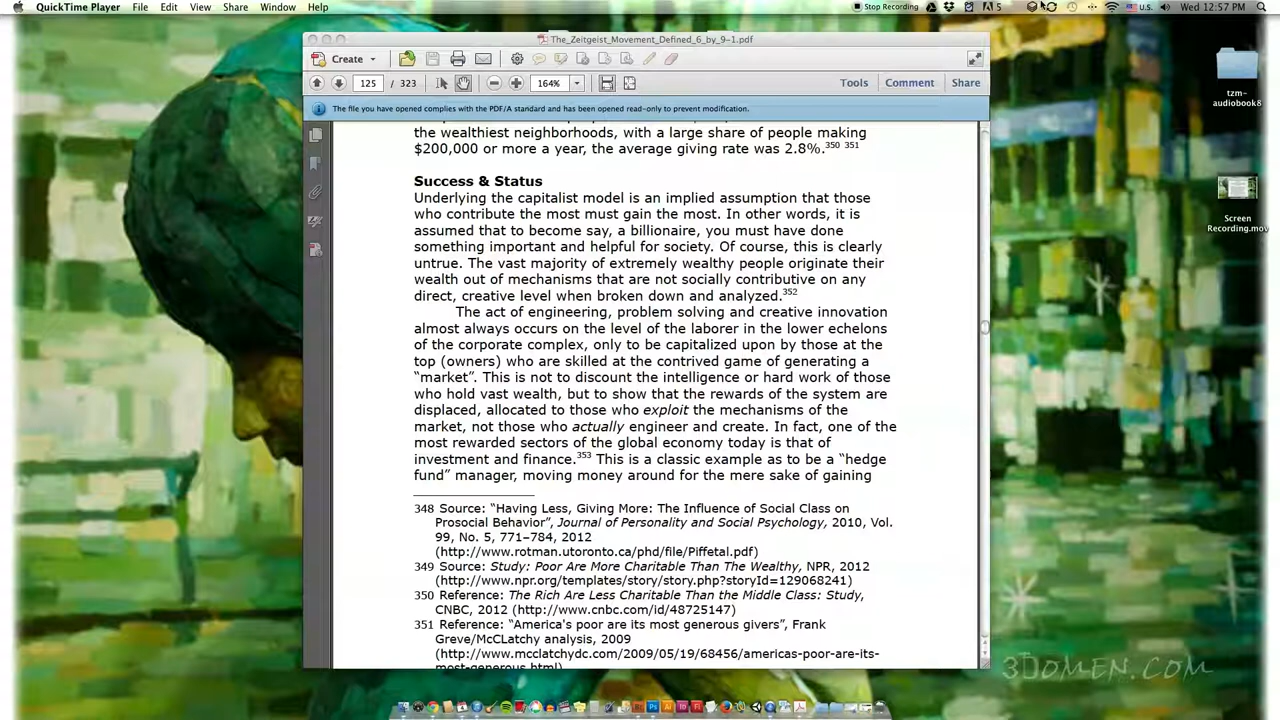 QuickTime Player File Edit View Share Window Help
Stop Recording
5
U.S.
Wed 12:57 PM
The_Zeitgeist_Movement_Defined_6_by_9-1.pdf
Create
125 / 323
164%
Tools Comment Share
The file you have opened complies with the PDF/A standard and has been opened read-only to prevent modification.
the wealthiest neighborhoods, with a large share of people making
$200,000 or more a year, the average giving rate was 2.8%.350 351
Success & Status
Underlying the capitalist model is an implied assumption that those
who contribute the most must gain the most. In other words, it is
assumed that to become say, a billionaire, you must have done
something important and helpful for society. Of course, this is clearly
untrue. The vast majority of extremely wealthy people originate their
wealth out of mechanisms that are not socially contributive on any
direct, creative level when broken down and analyzed.352
The act of engineering, problem solving and creative innovation
almost always occurs on the level of the laborer in the lower echelons
of the corporate complex, only to be capitalized upon by those at the
top (owners) who are skilled at the contrived game of generating a
“market”. This is not to discount the intelligence or hard work of those
who hold vast wealth, but to show that the rewards of the system are
displaced, allocated to those who exploit the mechanisms of the
market, not those who actually engineer and create. In fact, one of the
most rewarded sectors of the global economy today is that of
investment and finance.353 This is a classic example as to be a “hedge
fund” manager, moving money around for the mere sake of gaining
348 Source: “Having Less, Giving More: The Influence of Social Class on
Prosocial Behavior”, Journal of Personality and Social Psychology, 2010, Vol.
99, No. 5, 771–784, 2012
(http://www.rotman.utoronto.ca/phd/file/Piffetal.pdf)
349 Source: Study: Poor Are More Charitable Than The Wealthy, NPR, 2012
(http://www.npr.org/templates/story/story.php?storyId=129068241)
350 Reference: The Rich Are Less Charitable Than the Middle Class: Study,
CNBC, 2012 (http://www.cnbc.com/id/48725147)
351 Reference: “America's poor are its most generous givers”, Frank
Greve/McCLatchy analysis, 2009
(http://www.mcclatchydc.com/2009/05/19/68456/americas-poor-are-its-
most-generous.html)
tzm-
audiobook8
Screen
Recording.mov
3DOMEN.COM